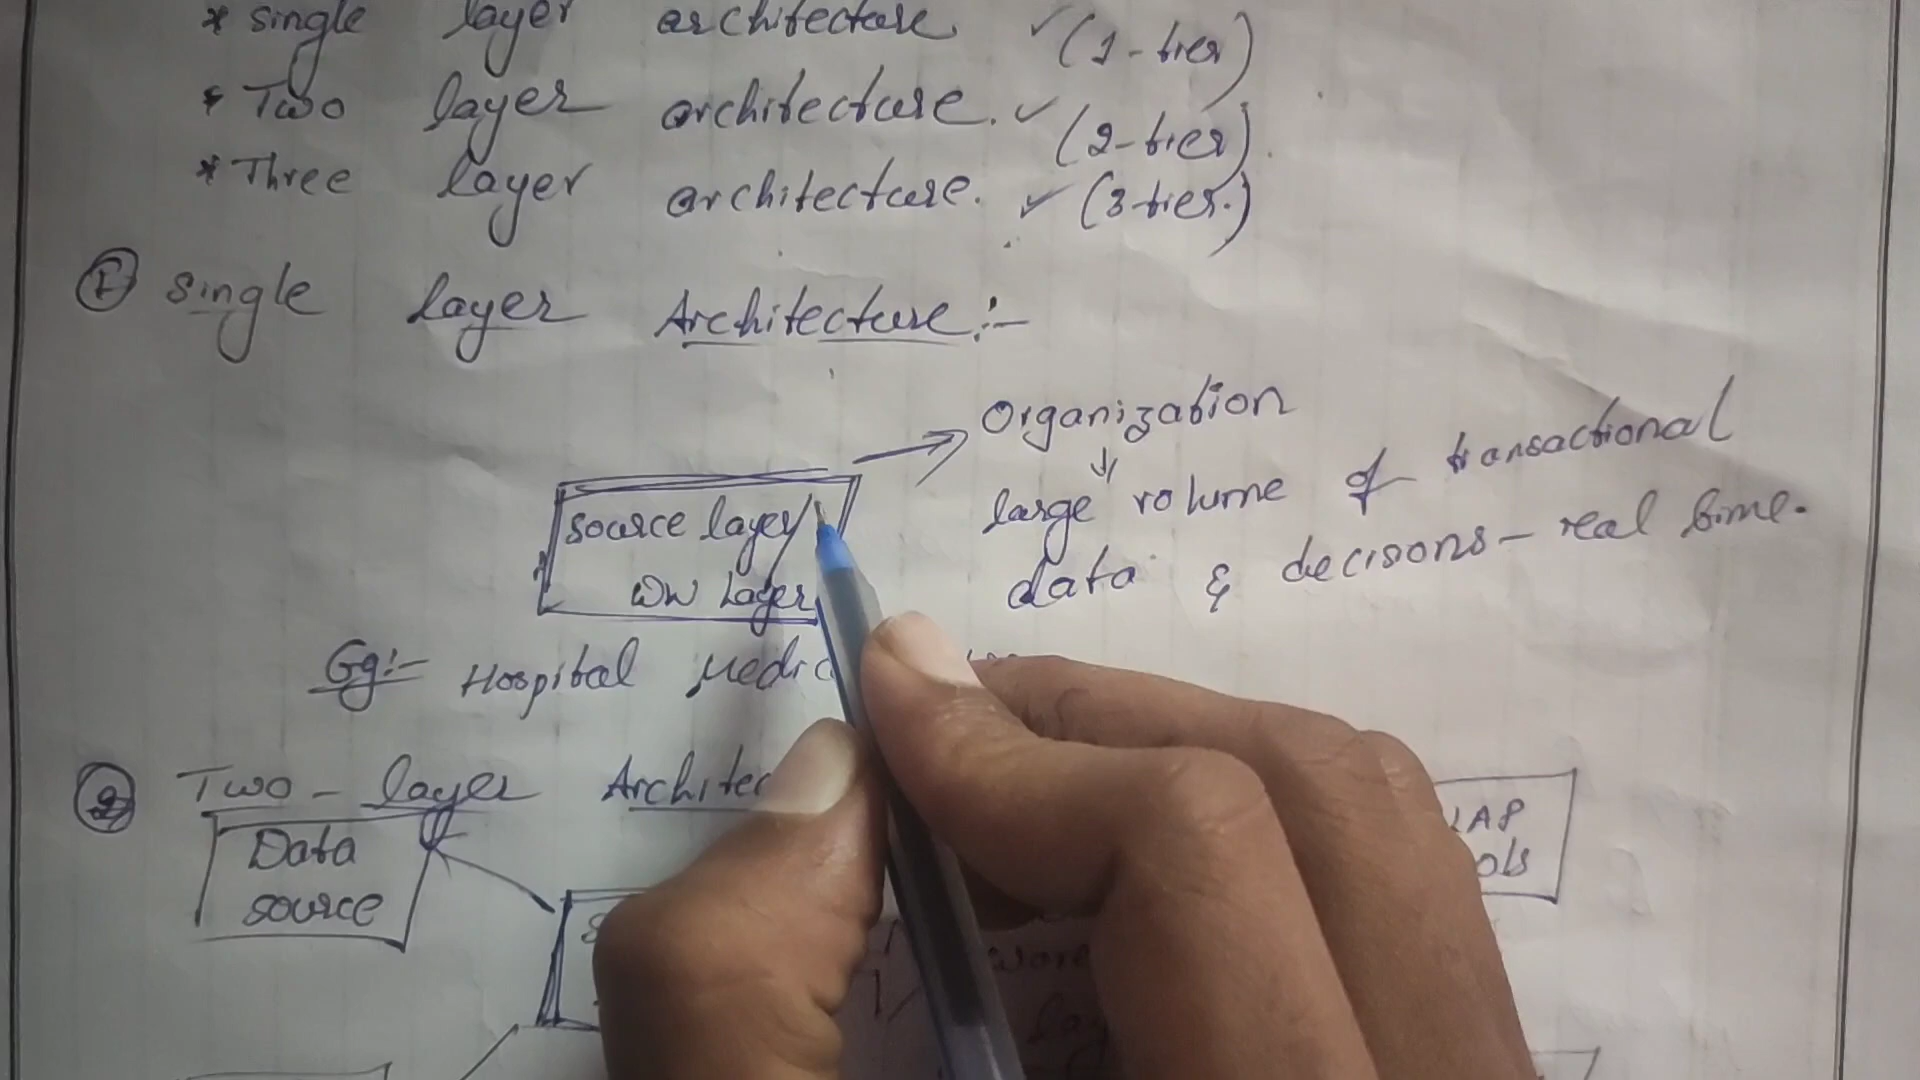 * single layer architecture ✓ (1-tier)
* Two layer architecture. ✓ (2-tier).
* Three layer architecture. ✓ (3-tier.)
① single layer Architecture:-
Organization
large volume of transactional
data & decisions - real time.
source layer/
DW Layer
Eg:- Hospital
② Two - layer
Data
source